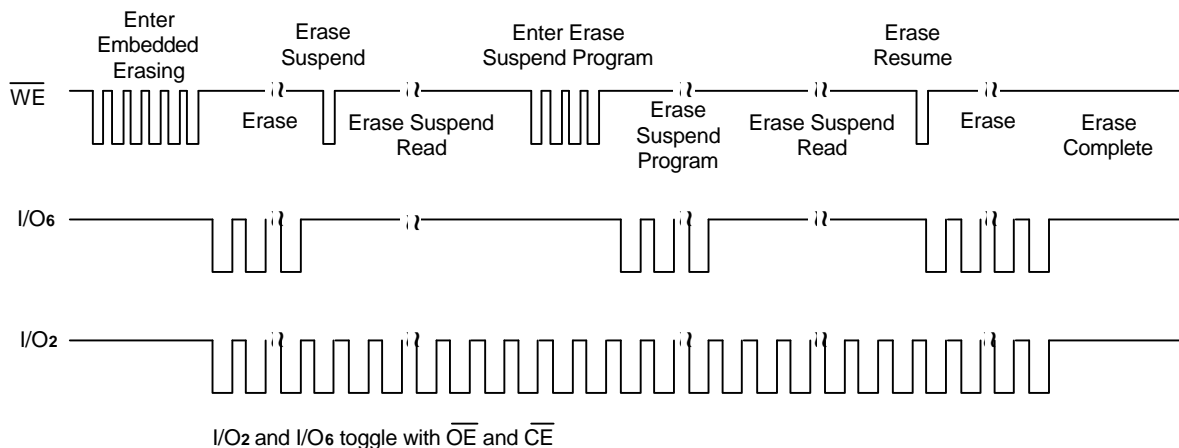 Enter
Embedded
Erasing
Erase
Suspend
Enter Erase
Suspend Program
Erase
Resume
WE
Erase
Erase Suspend
Read
Erase
Suspend
Program
Erase Suspend
Read
Erase
Erase
Complete
I/O6
I/O2
I/O2 and I/O6 toggle with OE and CE